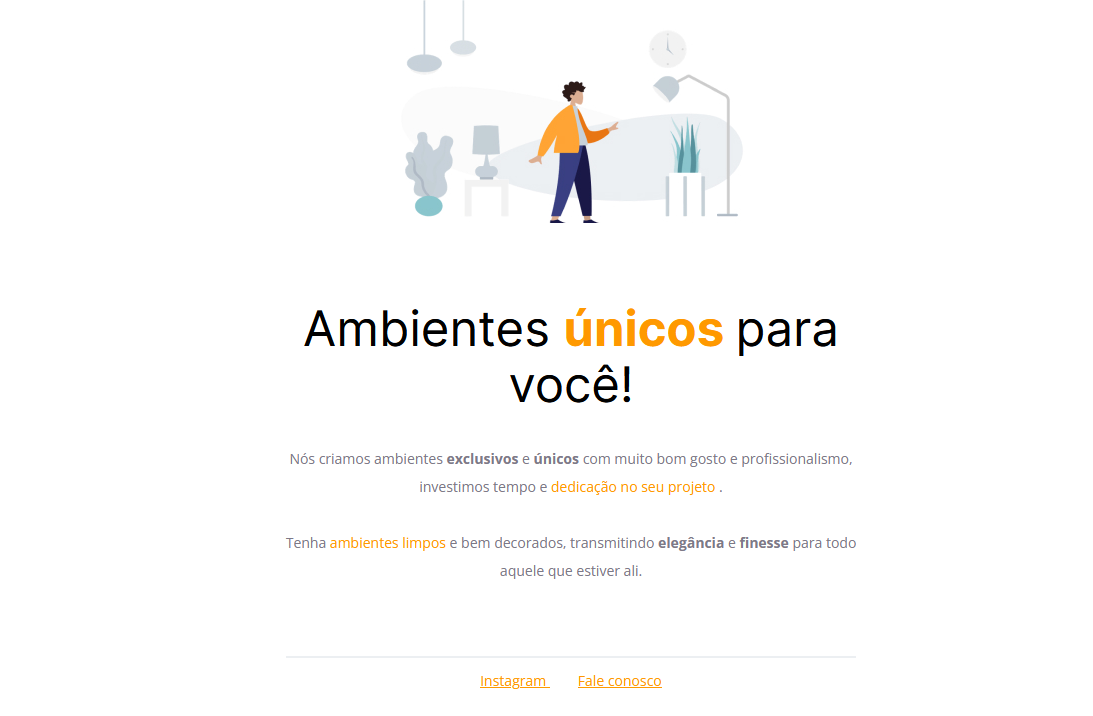 Ambientes únicos para
você!
Nós criamos ambientes exclusivos e únicos com muito bom gosto e profissionalismo,
investimos tempo e dedicação no seu projeto .
Tenha ambientes limpos e bem decorados, transmitindo elegância e finesse para todo
aquele que estiver ali.
Instagram Fale conosco